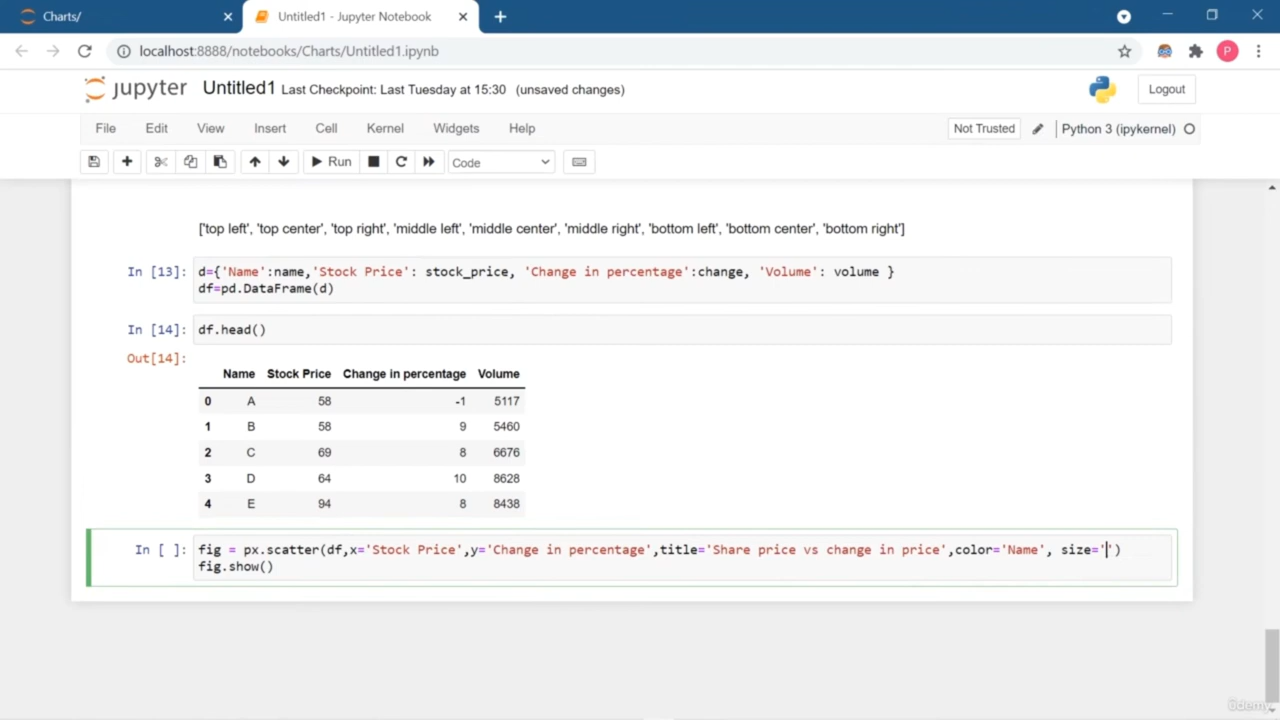 Charts/
Untitled1 - Jupyter Notebook
localhost:8888/notebooks/Charts/Untitled1.ipynb
P
jupyter Untitled1 Last Checkpoint: Last Tuesday at 15:30 (unsaved changes)
Logout
File Edit View Insert Cell Kernel Widgets Help
Not Trusted
Python 3 (ipykernel)
Run
Code
['top left', 'top center', 'top right', 'middle left', 'middle center', 'middle right', 'bottom left', 'bottom center', 'bottom right']
In [13]: d={'Name':name,'Stock Price': stock_price, 'Change in percentage':change, 'Volume': volume }
df=pd.DataFrame(d)
In [14]: df.head()
Out[14]:
Name Stock Price Change in percentage Volume
0 A 58 -1 5117
1 B 58 9 5460
2 C 69 8 6676
3 D 64 10 8628
4 E 94 8 8438
In [ ]: fig = px.scatter(df,x='Stock Price',y='Change in percentage',title='Share price vs change in price',color='Name', size='')
fig.show()
ûdemy